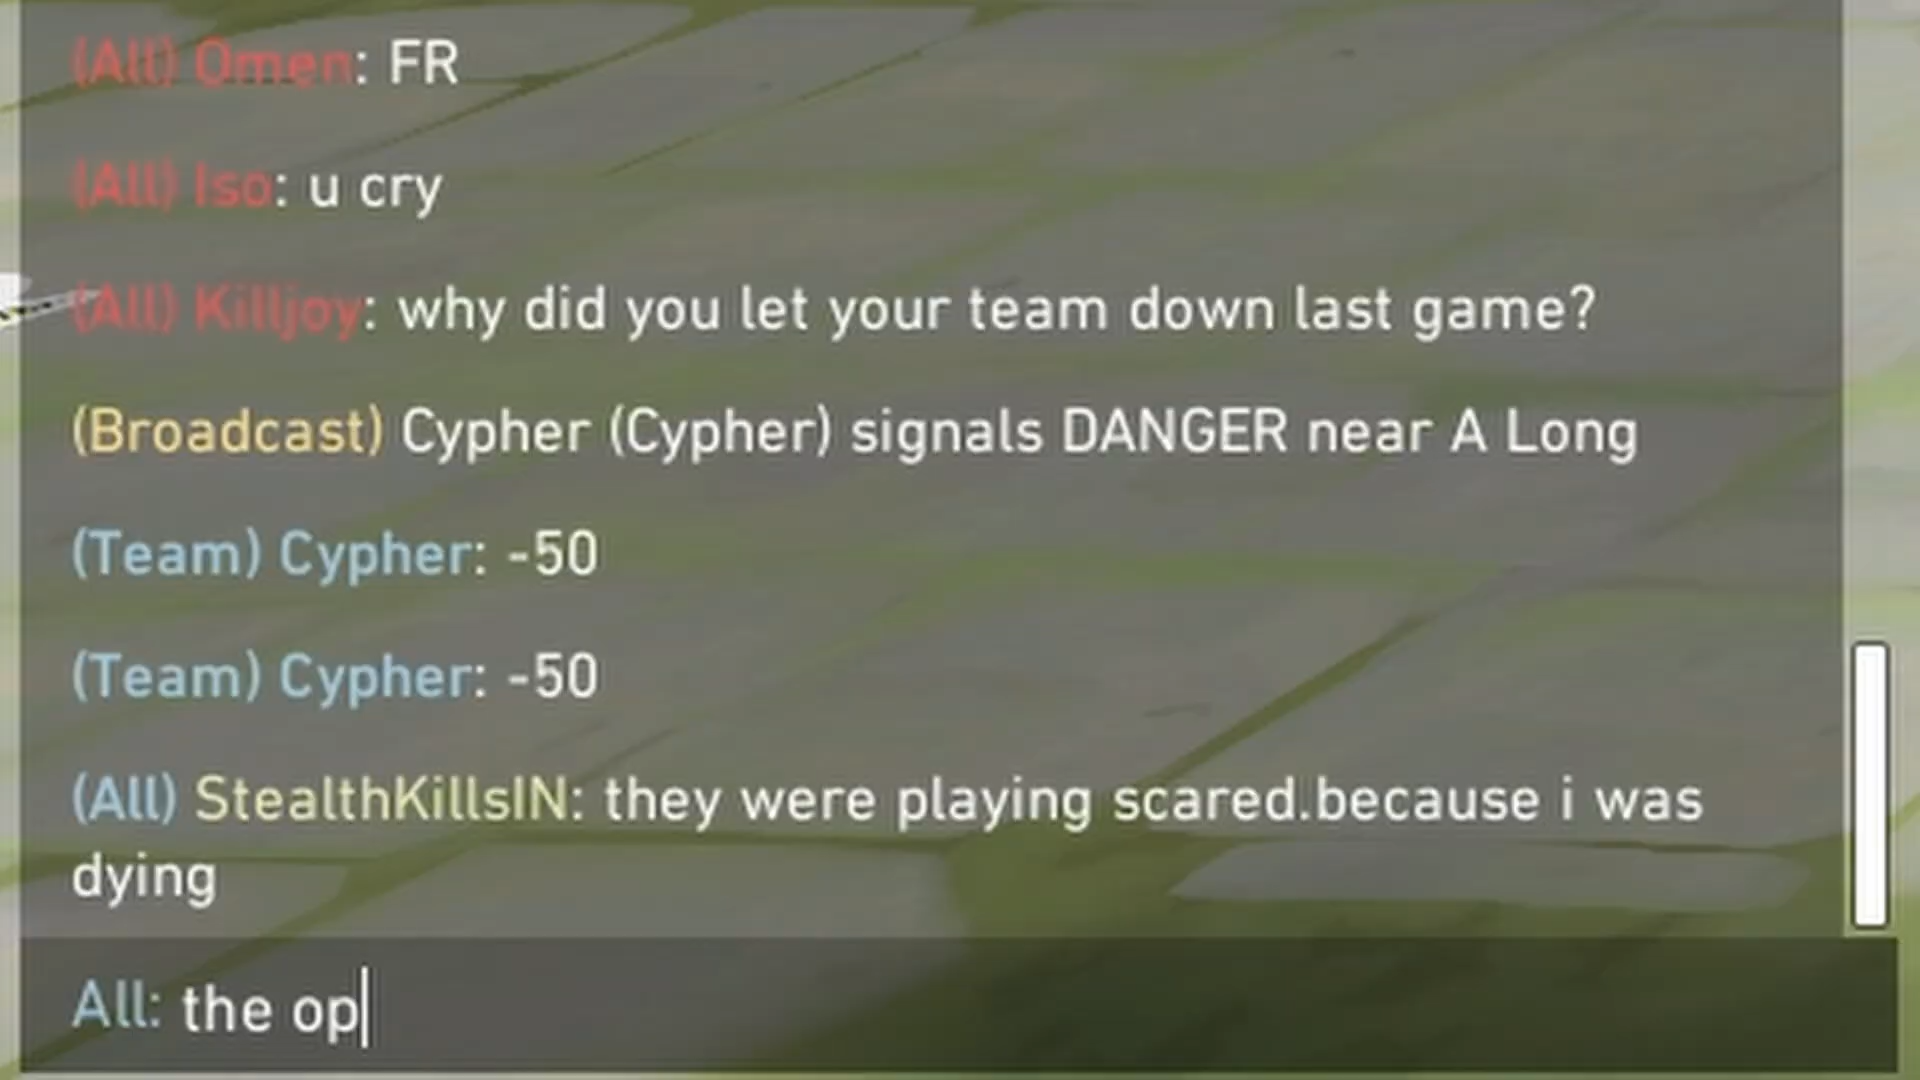 (All) Omen: FR
(All) Iso: u cry
(All) Killjoy: why did you let your team down last game?
(Broadcast) Cypher (Cypher) signals DANGER near A Long
(Team) Cypher: -50
(Team) Cypher: -50
(All) StealthKillsIN: they were playing scared.because i was
dying
All: the op